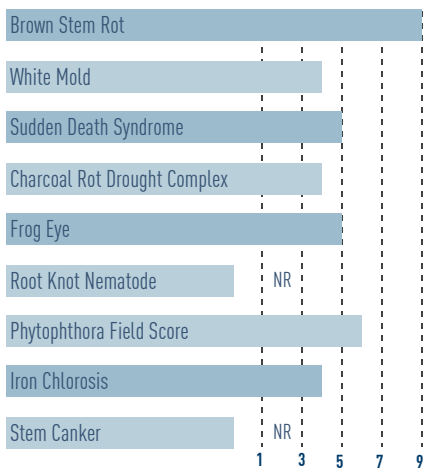 Brown Stem Rot
White Mold
Sudden Death Syndrome
Charcoal Rot Drought Complex
Frog Eye
Root Knot Nematode NR
Phytophthora Field Score
Iron Chlorosis
Stem Canker NR
1 3 5 7 9